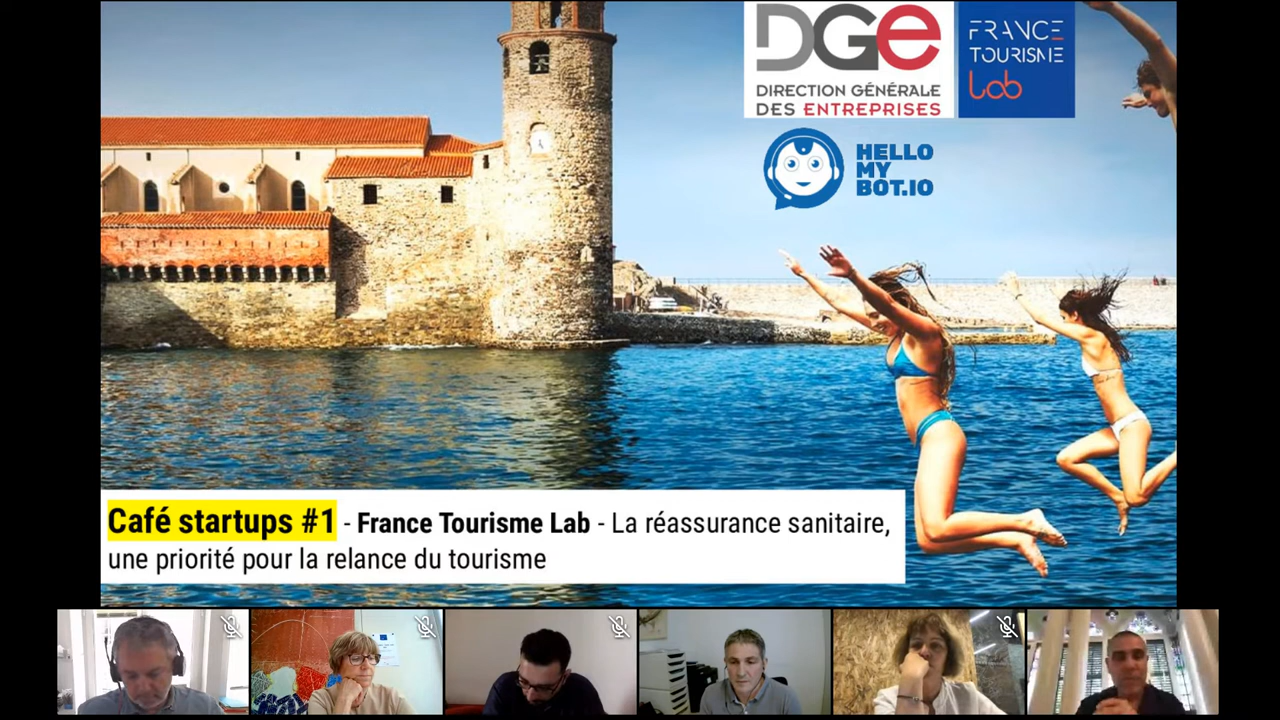 DGE
DIRECTION GÉNÉRALE
DES ENTREPRISES
FRANCE
TOURISME
Lab
HELLO
MY
BOT.IO
Café startups #1 - France Tourisme Lab - La réassurance sanitaire,
une priorité pour la relance du tourisme